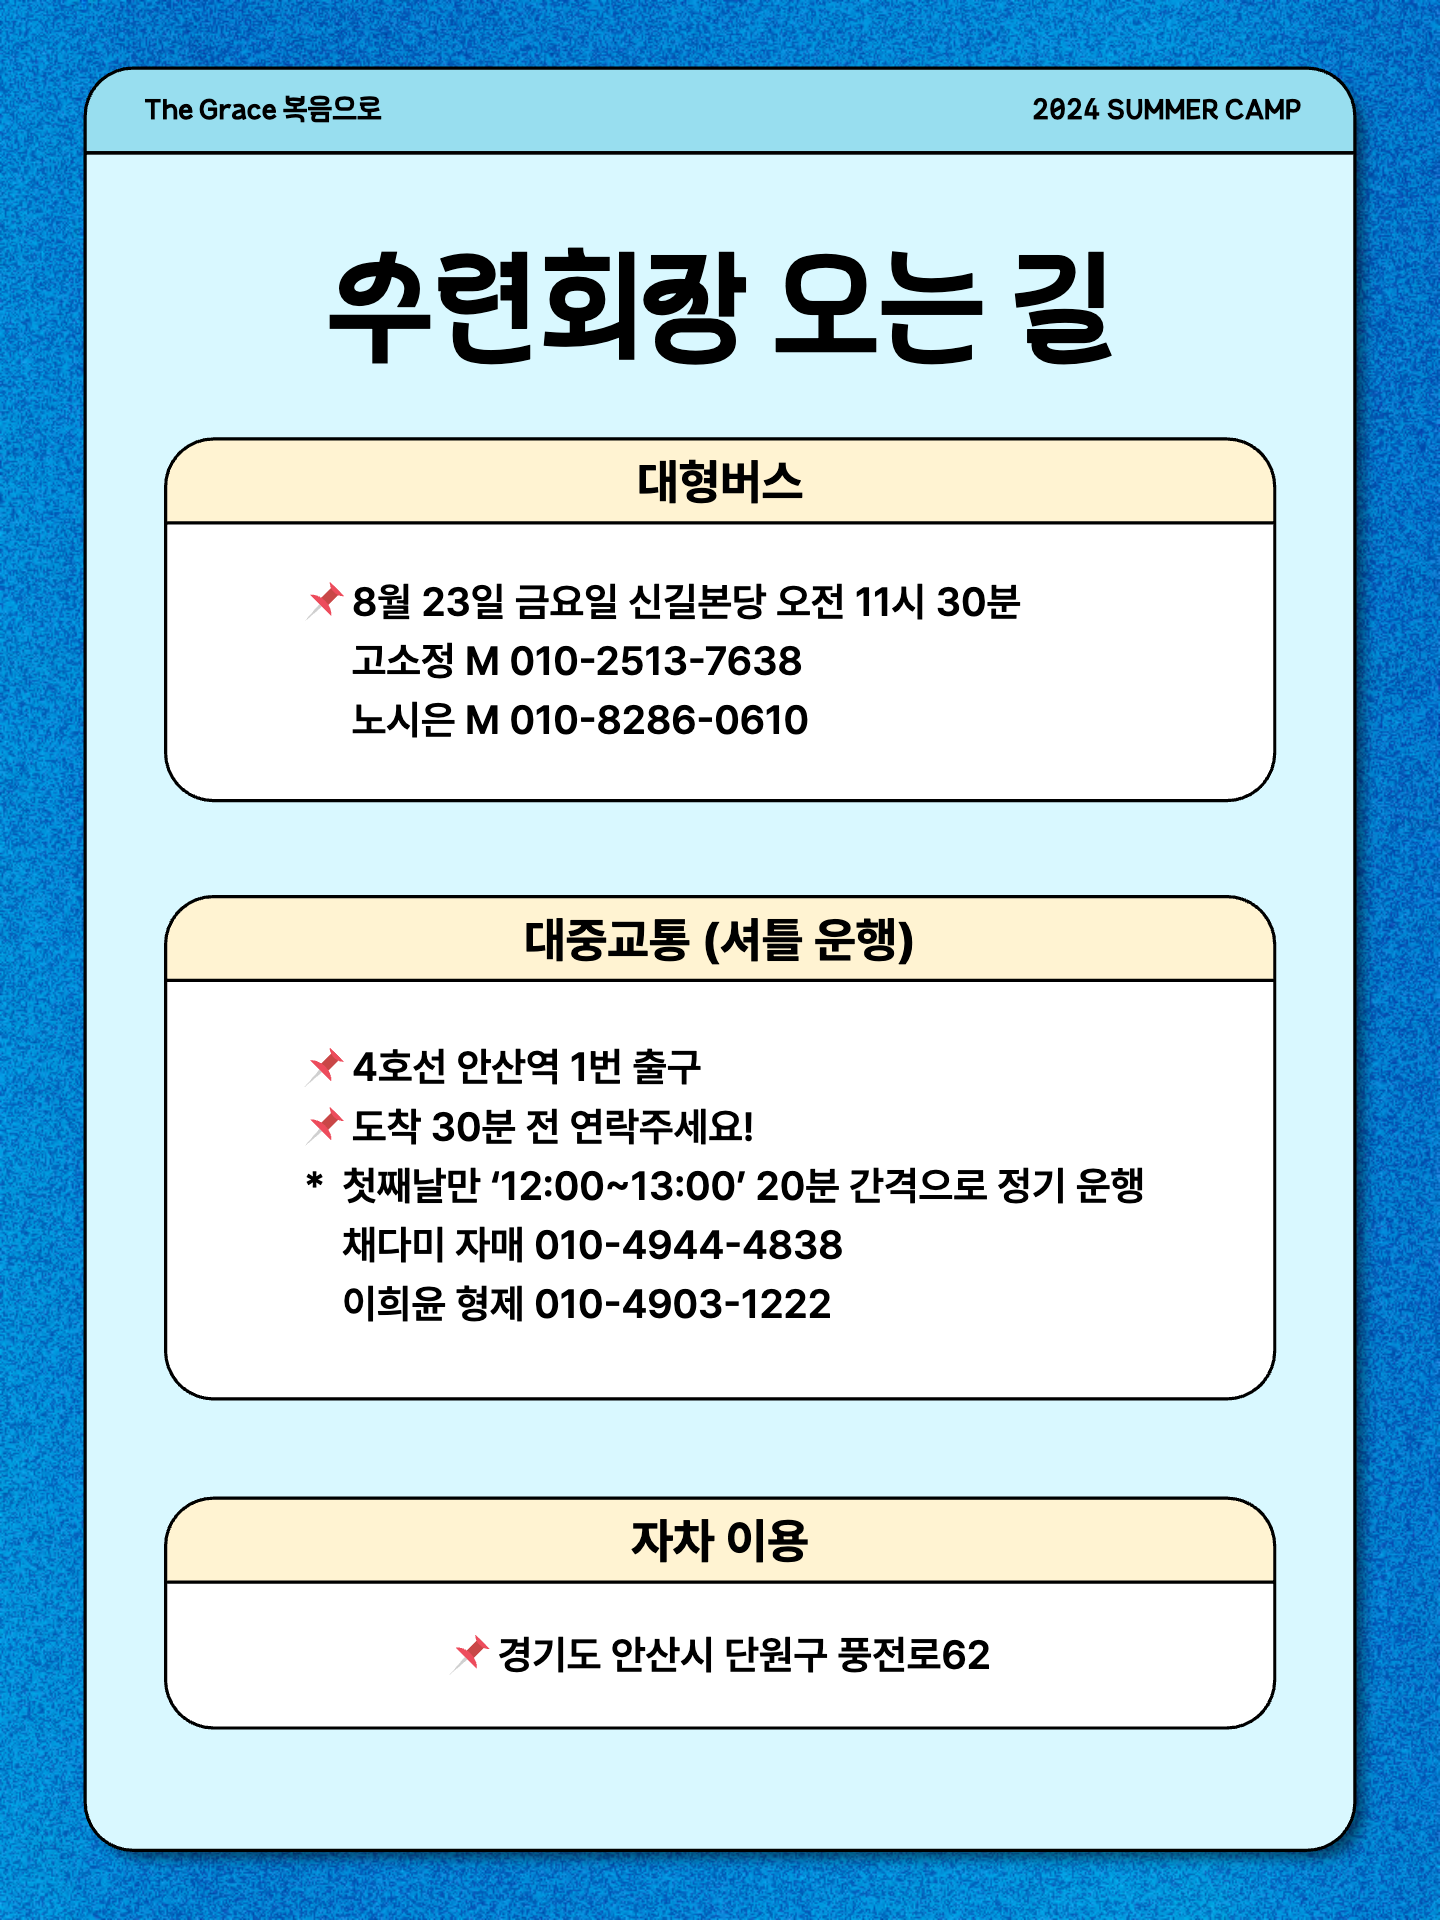 The Grace 복음으로
2024 SUMMER CAMP
수련회장 오는 길
대형버스
📌 8월 23일 금요일 신길본당 오전 11시 30분
고소정 M 010-2513-7638
노시은 M 010-8286-0610
대중교통 (셔틀 운행)
📌 4호선 안산역 1번 출구
📌 도착 30분 전 연락주세요!
* 첫째날만 ‘12:00~13:00’ 20분 간격으로 정기 운행
채다미 자매 010-4944-4838
이희윤 형제 010-4903-1222
자차 이용
📌 경기도 안산시 단원구 풍전로62